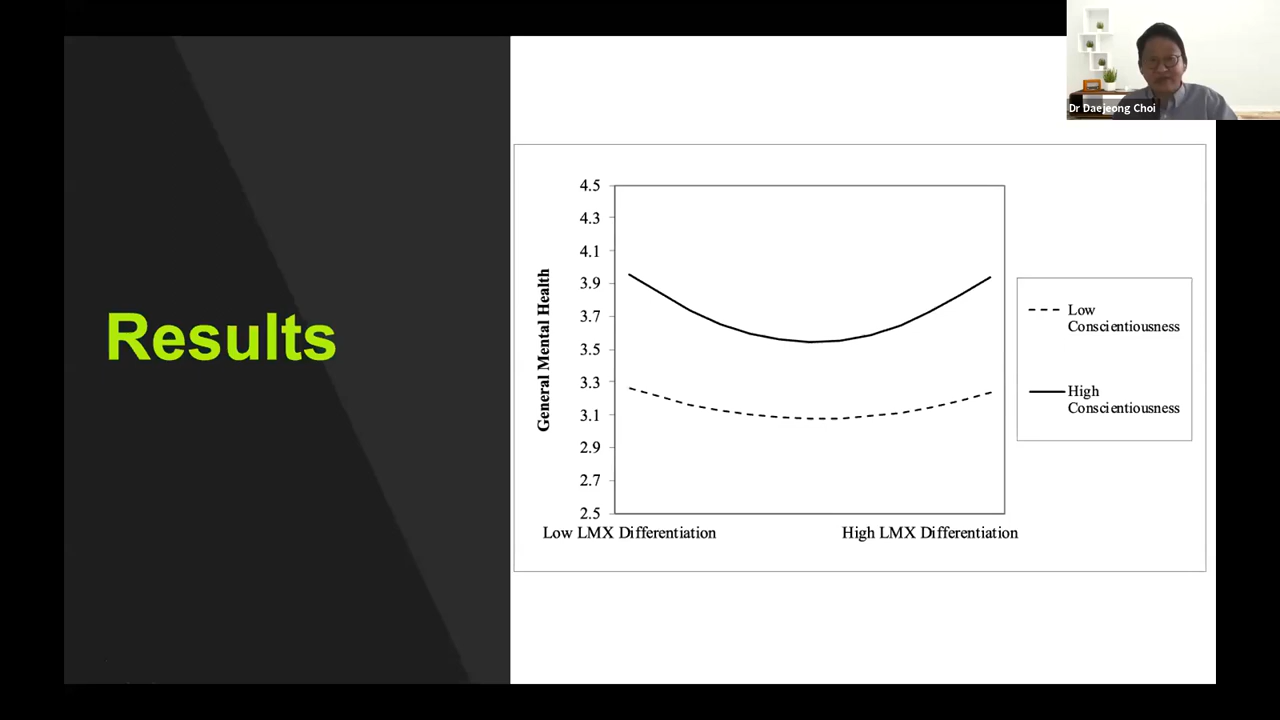 Dr Daejeong Choi
Results
General Mental Health
4.5
4.3
4.1
3.9
3.7
3.5
3.3
3.1
2.9
2.7
2.5
Low LMX Differentiation
High LMX Differentiation
Low
Conscientiousness
High
Conscientiousness